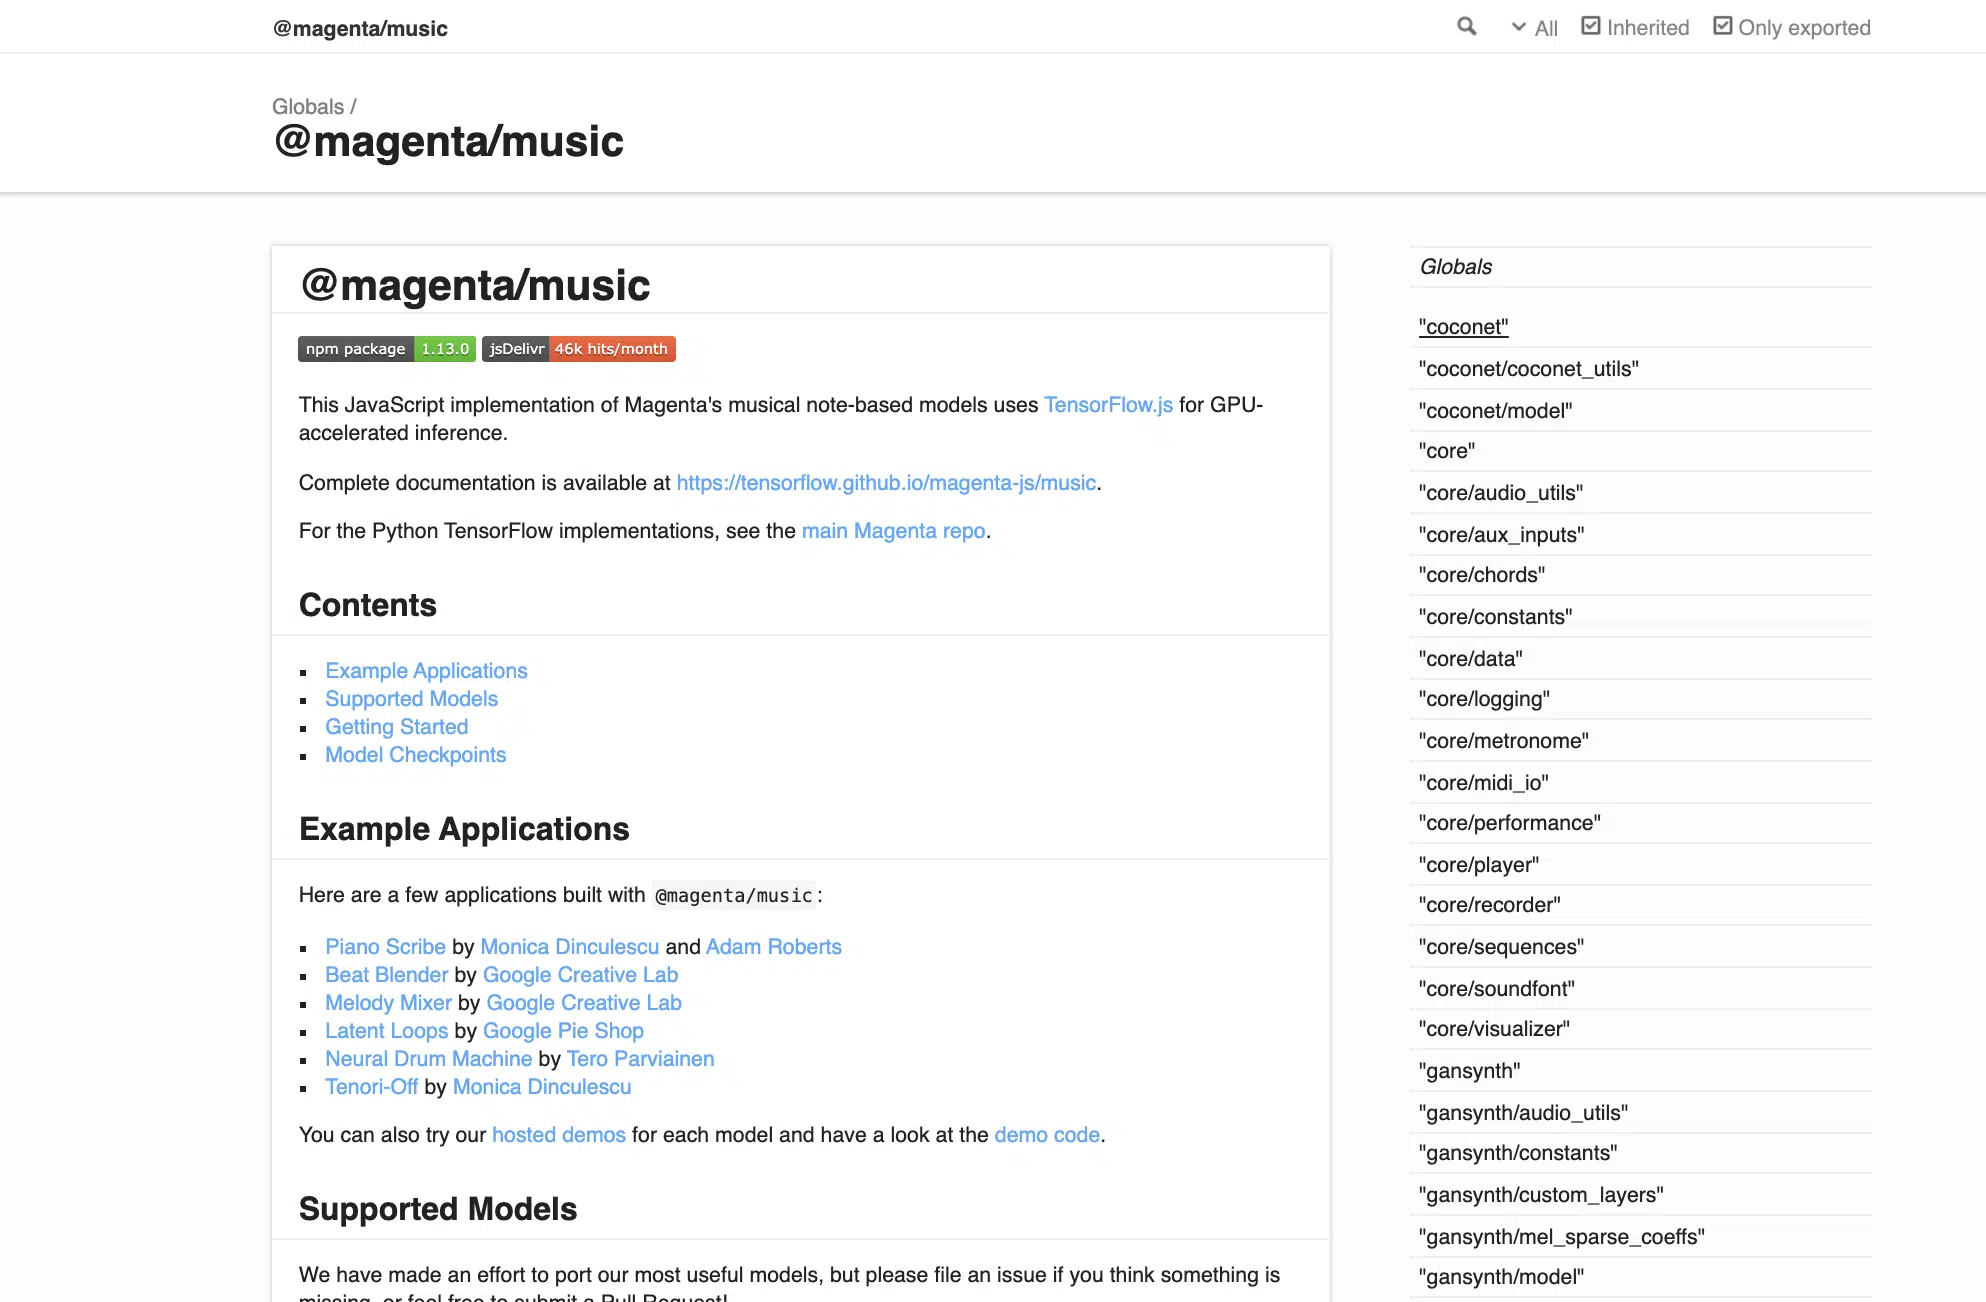 @magenta/music
All Inherited Only exported
Globals /
@magenta/music
@magenta/music
npm package 1.13.0 jsDelivr 46k hits/month
This JavaScript implementation of Magenta's musical note-based models uses TensorFlow.js for GPU-
accelerated inference.
Complete documentation is available at https://tensorflow.github.io/magenta-js/music.
For the Python TensorFlow implementations, see the main Magenta repo.
Contents
Example Applications
Supported Models
Getting Started
Model Checkpoints
Example Applications
Here are a few applications built with @magenta/music:
Piano Scribe by Monica Dinculescu and Adam Roberts
Beat Blender by Google Creative Lab
Melody Mixer by Google Creative Lab
Latent Loops by Google Pie Shop
Neural Drum Machine by Tero Parviainen
Tenori-Off by Monica Dinculescu
You can also try our hosted demos for each model and have a look at the demo code.
Supported Models
We have made an effort to port our most useful models, but please file an issue if you think something is
missing, or feel free to submit a Pull Request!
Globals
"coconet"
"coconet/coconet_utils"
"coconet/model"
"core"
"core/audio_utils"
"core/aux_inputs"
"core/chords"
"core/constants"
"core/data"
"core/logging"
"core/metronome"
"core/midi_io"
"core/performance"
"core/player"
"core/recorder"
"core/sequences"
"core/soundfont"
"core/visualizer"
"gansynth"
"gansynth/audio_utils"
"gansynth/constants"
"gansynth/custom_layers"
"gansynth/mel_sparse_coeffs"
"gansynth/model"